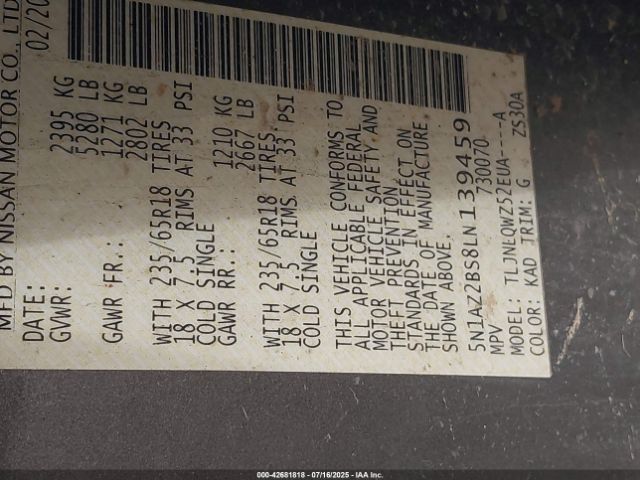 MFD BY NISSAN MOTOR CO., LTD
DATE: 02/20
GVWR: 2395 KG
5280 LB
GAWR FR.: 1271 KG
2802 LB
WITH 235/65R18 TIRES
18 X 7.5 RIMS AT 33 PSI
COLD SINGLE
GAWR RR.: 1210 KG
2667 LB
WITH 235/65R18 TIRES
18 X 7.5 RIMS AT 33 PSI
COLD SINGLE
THIS VEHICLE CONFORMS TO
ALL APPLICABLE FEDERAL
MOTOR VEHICLE SAFETY AND
THEFT PREVENTION
STANDARDS IN EFFECT ON
THE DATE OF MANUFACTURE
SHOWN ABOVE.
5N1AZ2BS8LN139459
MPV 730070
MODEL: TLJNLQWZ52EUA----A
COLOR: KAD TRIM: G ZS30A
000-42681818 - 07/16/2025 - IAA Inc.